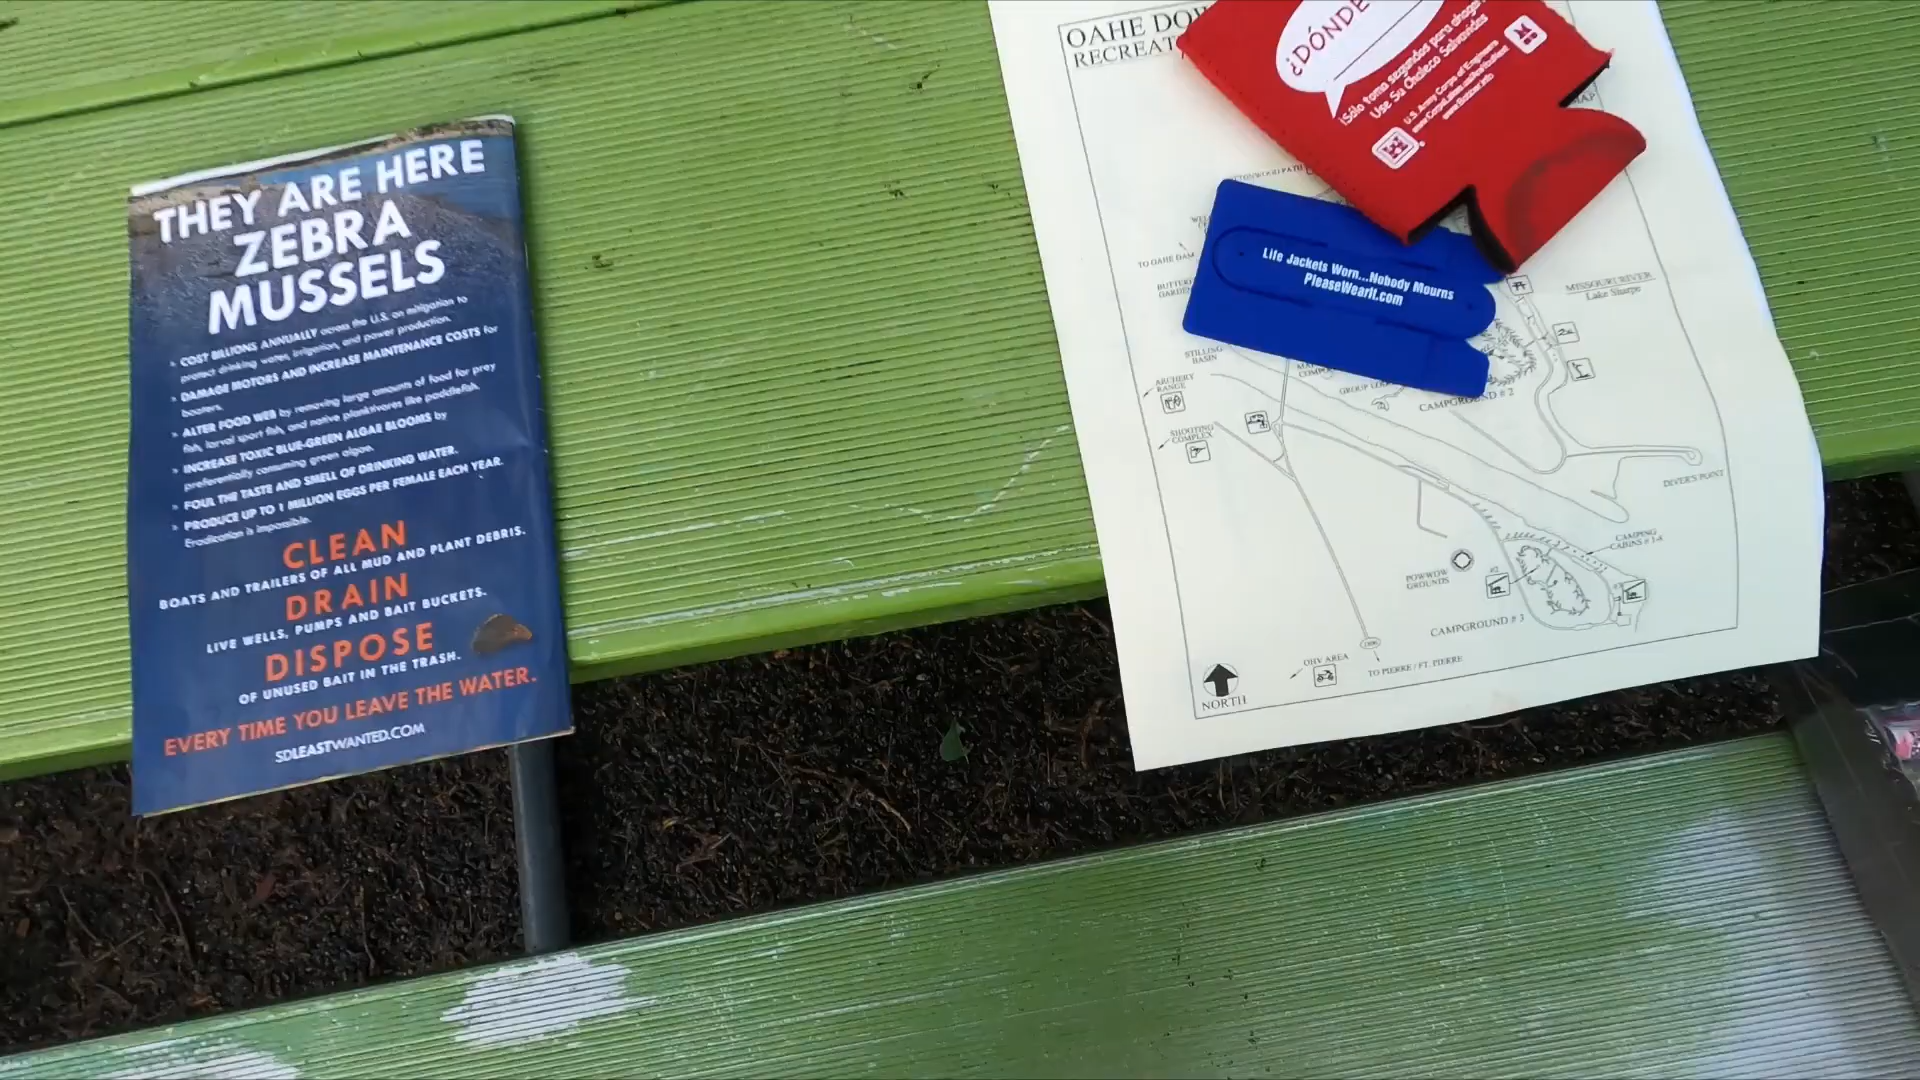 THEY ARE HERE
ZEBRA
MUSSELS
» COST BILLIONS ANNUALLY across the U.S. on mitigation to
protect drinking water, irrigation, and power production.
» DAMAGE MOTORS AND INCREASE MAINTENANCE COSTS for
boaters.
» ALTER FOOD WEB by removing large amounts of food for prey
fish, larval sport fish, and native planktivores like paddlefish.
» INCREASE TOXIC BLUE-GREEN ALGAE BLOOMS by
preferentially consuming green algae.
» FOUL THE TASTE AND SMELL OF DRINKING WATER.
» PRODUCE UP TO 1 MILLION EGGS PER FEMALE EACH YEAR.
Eradication is impossible.
CLEAN
BOATS AND TRAILERS OF ALL MUD AND PLANT DEBRIS.
DRAIN
LIVE WELLS, PUMPS AND BAIT BUCKETS.
DISPOSE
OF UNUSED BAIT IN THE TRASH.
EVERY TIME YOU LEAVE THE WATER.
SDLEASTWANTED.COM
OAHE
¿DÓNDE
¡Sólo toma segundos para
Use Su Chaleco Salvavidas
U.S. Army Corps of Engineers
MAP
PATH
TO OAHE DAM
Life Jackets Worn...Nobody Mourns
PleaseWearIt.com
MISSOURI RIVER
Lake Sharpe
STILLING
BASIN
GROUP
CAMPGROUND # 2
ARCHERY
RANGE
SHOOTING
COMPLEX
DIVER'S POINT
CAMPING
CABINS # 1-4
POWWOW
GROUNDS
CAMPGROUND # 3
OHV AREA
TO PIERRE / FT. PIERRE
NORTH